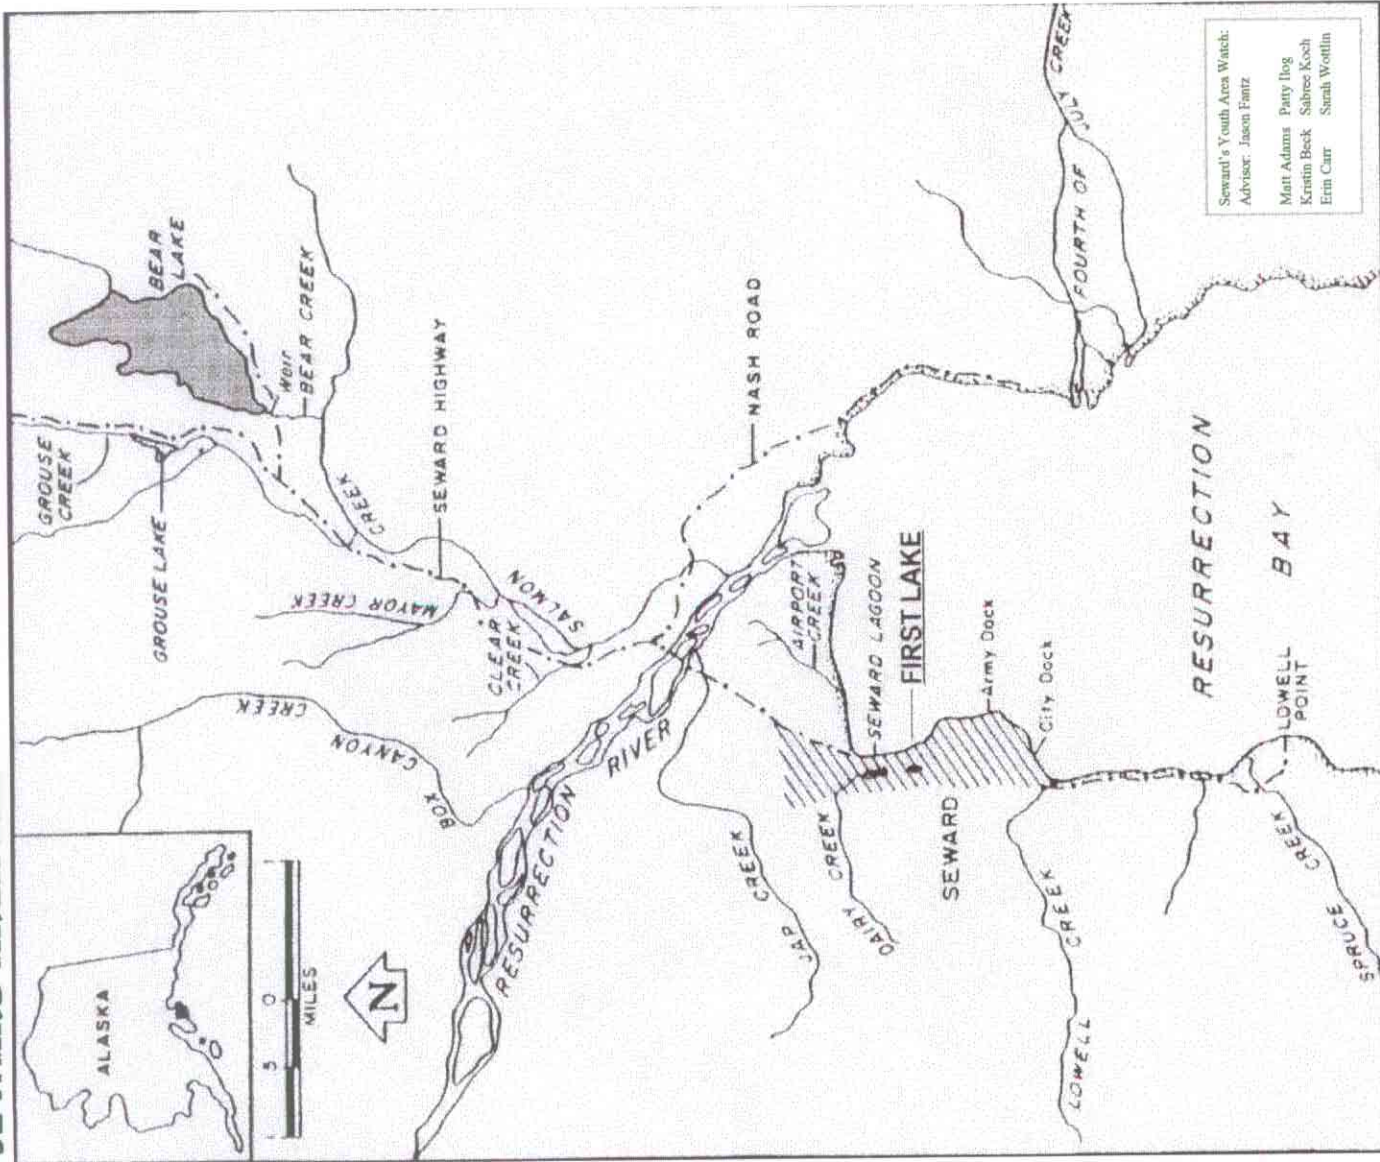 Seward's Youth Area Watch:
Advisor: Jason Fantz
Matt Adams Patty Ilog
Kristin Beck Sabree Koch
Erin Carr Sarah Wottlin
ALASKA
.5
0
1
MILES
N
GROUSE
CREEK
GROUSE LAKE
BEAR
LAKE
Weir
BEAR CREEK
CREEK
SEWARD HIGHWAY
MAYOR CREEK
SALMON
CLEAR
CREEK
BOX
CANYON
CREEK
NASH ROAD
RESURRECTION
RIVER
AIRPORT
CREEK
SEWARD LAGOON
FIRST LAKE
Army Dock
City Dock
JAP
CREEK
DAIRY
CREEK
SEWARD
LOWELL
CREEK
FOURTH OF
JULY CREEK
RESURRECTION
BAY
LOWELL
POINT
SPRUCE
CREEK